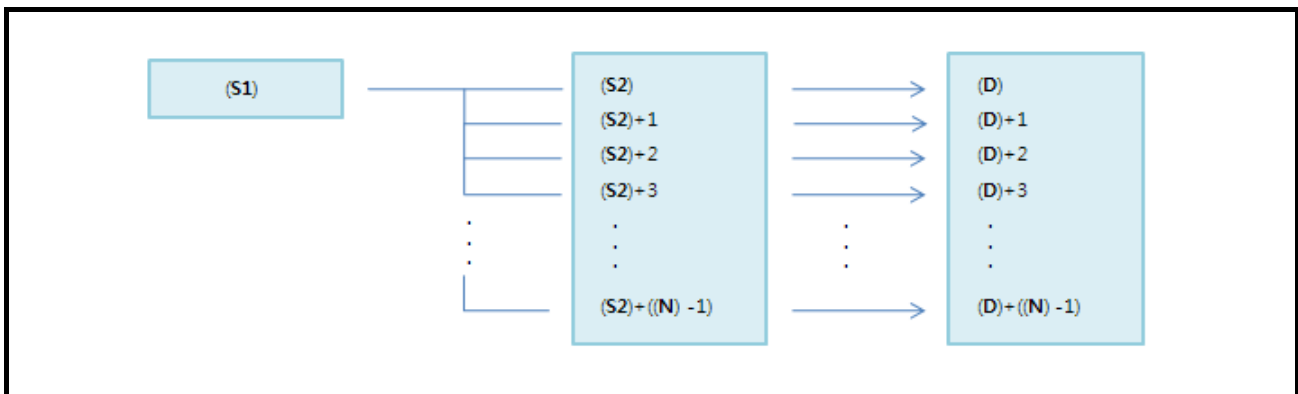 (S1)
(S2)
(S2)+1
(S2)+2
(S2)+3
(S2)+((N) -1)
(D)
(D)+1
(D)+2
(D)+3
(D)+((N) -1)